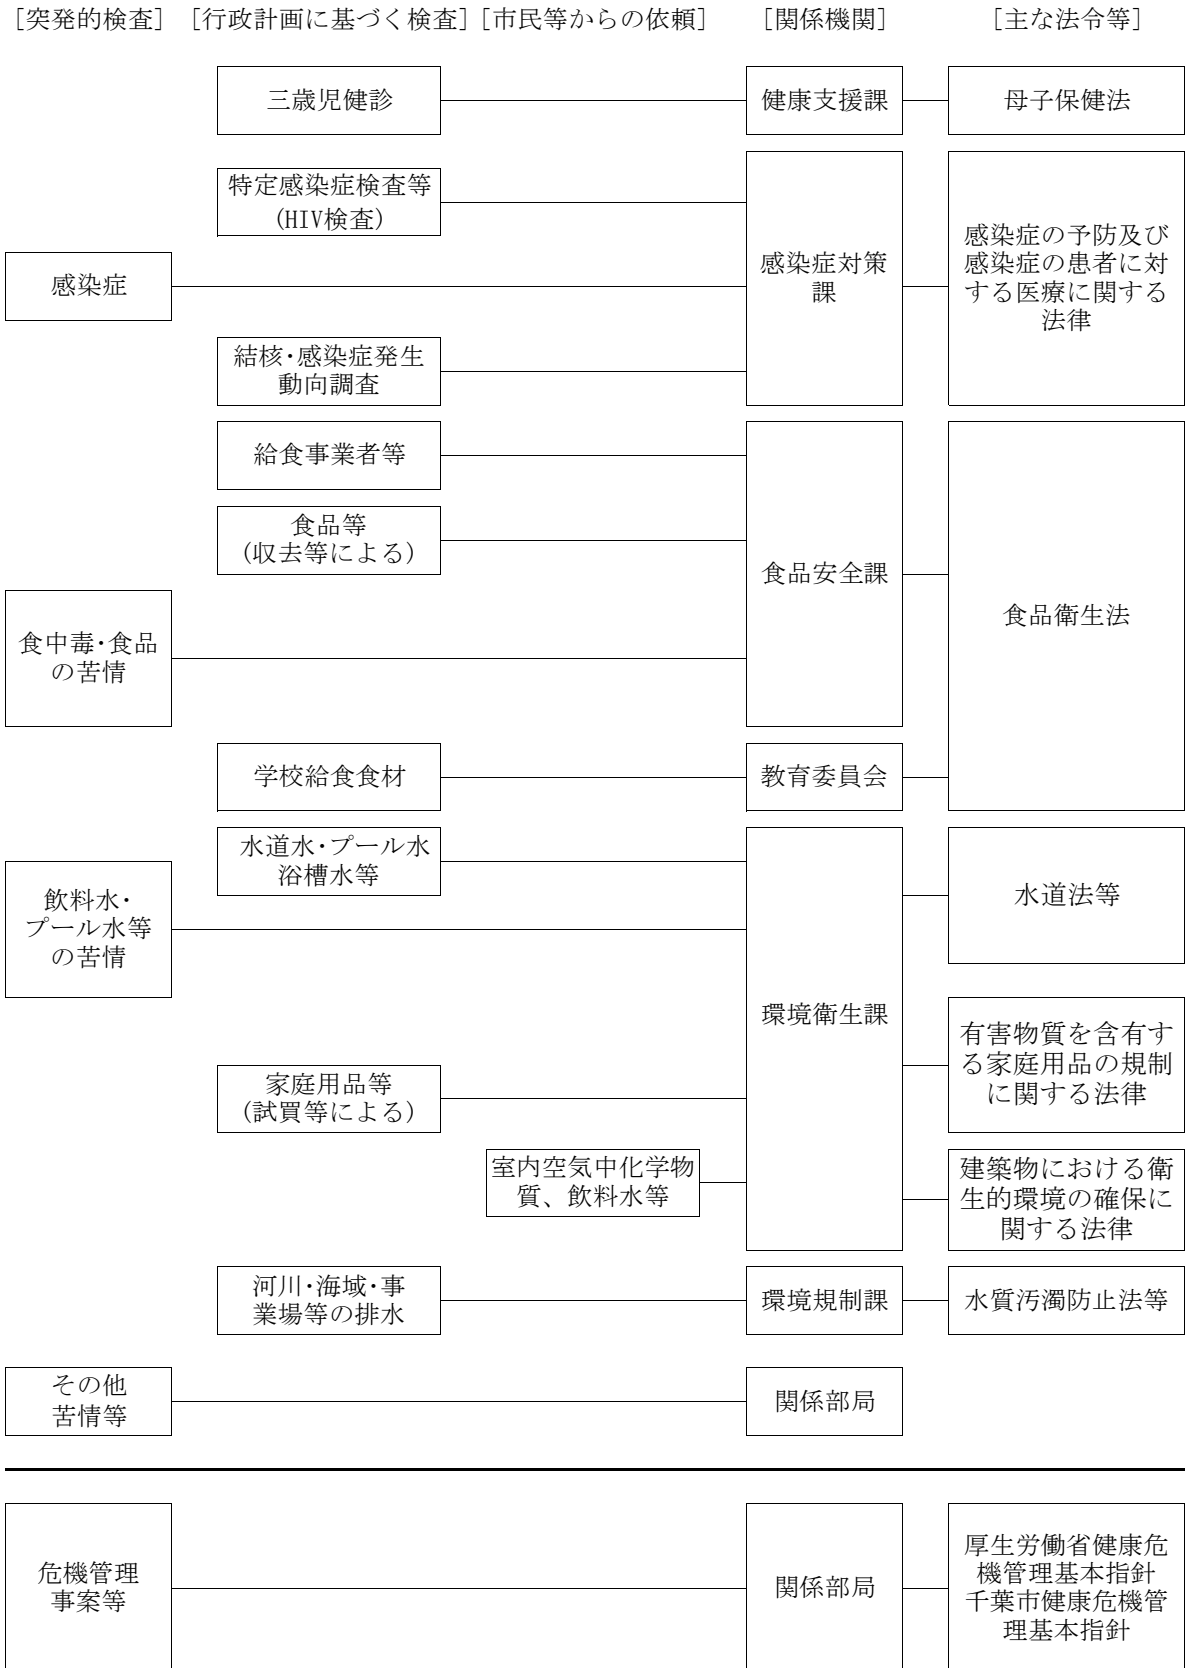 [突発的検査] [行政計画に基づく検査] [市民等からの依頼] [関係機関] [主な法令等]
三歳児健診
健康支援課
母子保健法
特定感染症検査等
(HIV検査)
感染症
結核・感染症発生
動向調査
感染症対策
課
感染症の予防及び
感染症の患者に対
する医療に関する
法律
給食事業者等
食品等
(収去等による)
食中毒・食品
の苦情
食品安全課
食品衛生法
学校給食食材
教育委員会
水道水・プール水
浴槽水等
飲料水・
プール水等
の苦情
水道法等
環境衛生課
有害物質を含有す
る家庭用品の規制
に関する法律
家庭用品等
(試買等による)
室内空気中化学物
質、飲料水等
建築物における衛
生的環境の確保に
関する法律
河川・海域・事
業場等の排水
環境規制課
水質汚濁防止法等
その他
苦情等
関係部局
危機管理
事案等
関係部局
厚生労働省健康危
機管理基本指針
千葉市健康危機管
理基本指針